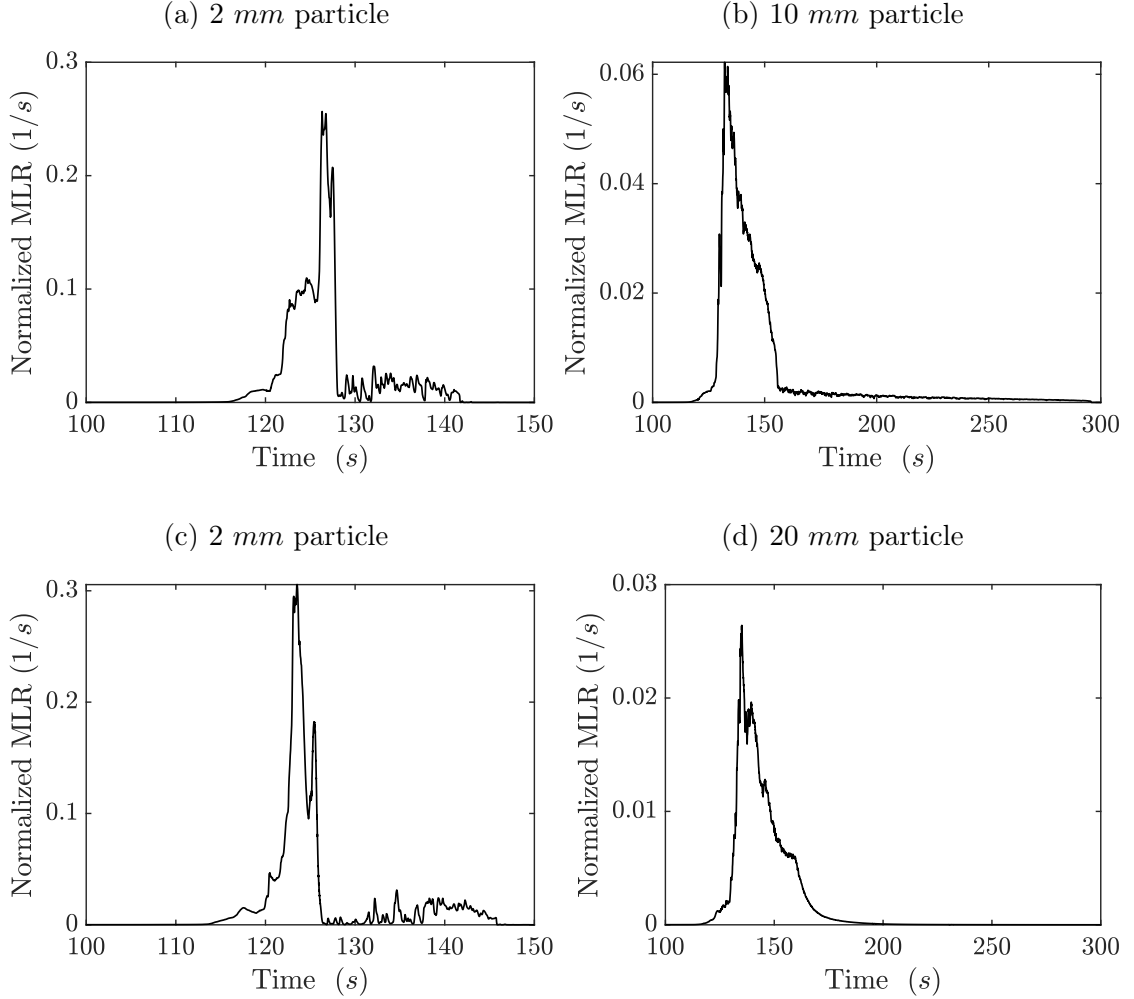 (a) 2 mm particle
(b) 10 mm particle
Normalized MLR (1/s)
0.3
0.2
0.1
0
100 110 120 130 140 150
Time (s)
Normalized MLR (1/s)
0.06
0.04
0.02
0
100 150 200 250 300
Time (s)
(c) 2 mm particle
(d) 20 mm particle
Normalized MLR (1/s)
0.3
0.2
0.1
0
100 110 120 130 140 150
Time (s)
Normalized MLR (1/s)
0.03
0.02
0.01
0
100 150 200 250 300
Time (s)